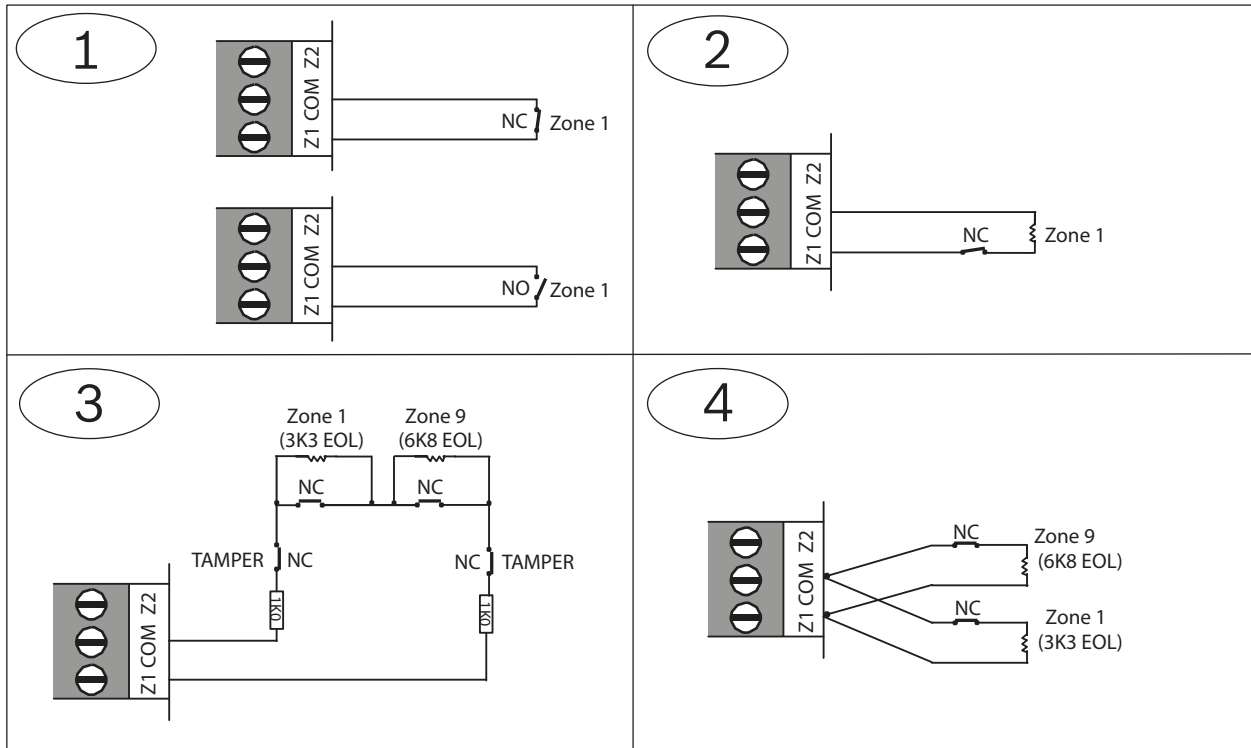 1
Z1 COM Z2
NC Zone 1
Z1 COM Z2
NO Zone 1
2
Z1 COM Z2
NC
Zone 1
3
Zone 1
(3K3 EOL)
Zone 9
(6K8 EOL)
NC
NC
TAMPER NC
NC TAMPER
1K0
1K0
Z1 COM Z2
4
Z1 COM Z2
NC
Zone 9
(6K8 EOL)
NC
Zone 1
(3K3 EOL)